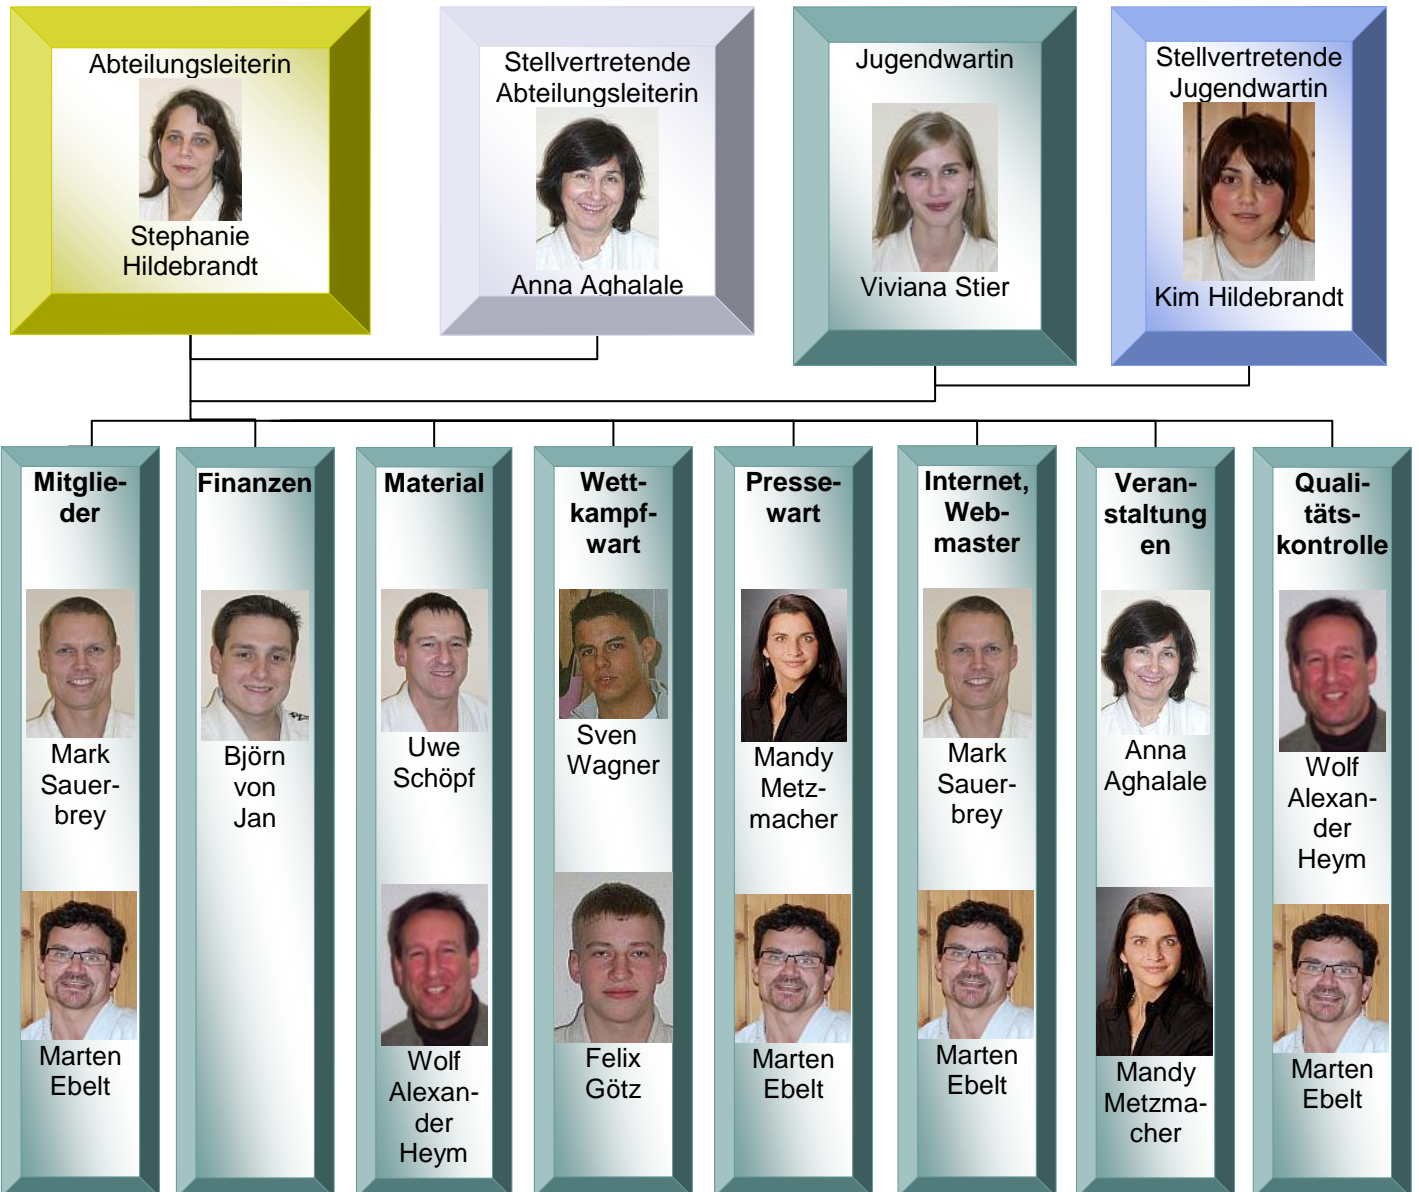 Abteilungsleiterin
Stephanie
Hildebrandt
Stellvertretende
Abteilungsleiterin
Anna Aghalale
Jugendwartin
Viviana Stier
Stellvertretende
Jugendwartin
Kim Hildebrandt
Mitglie-
der
Mark
Sauer-
brey
Marten
Ebelt
Finanzen
Björn
von
Jan
Material
Uwe
Schöpf
Wolf
Alexan-
der
Heym
Wett-
kampf-
wart
Sven
Wagner
Felix
Götz
Presse-
wart
Mandy
Metz-
macher
Marten
Ebelt
Internet,
Web-
master
Mark
Sauer-
brey
Marten
Ebelt
Veran-
staltung
en
Anna
Aghalale
Mandy
Metzma-
cher
Quali-
täts-
kontrolle
Wolf
Alexan-
der
Heym
Marten
Ebelt